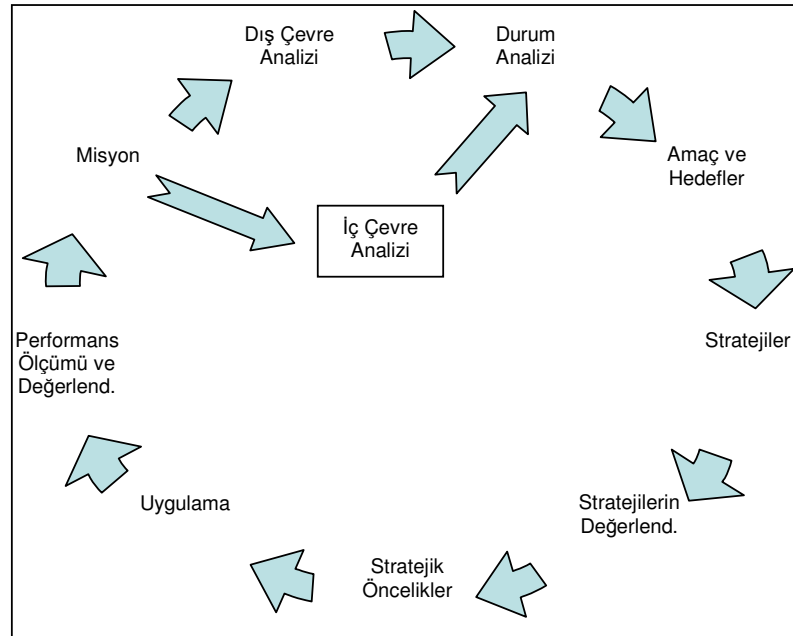 Dış Çevre
Analizi
Durum
Analizi
Misyon
Amaç ve
Hedefler
İç Çevre
Analizi
Performans
Ölçümü ve
Değerlend.
Stratejiler
Uygulama
Stratejilerin
Değerlend.
Stratejik
Öncelikler